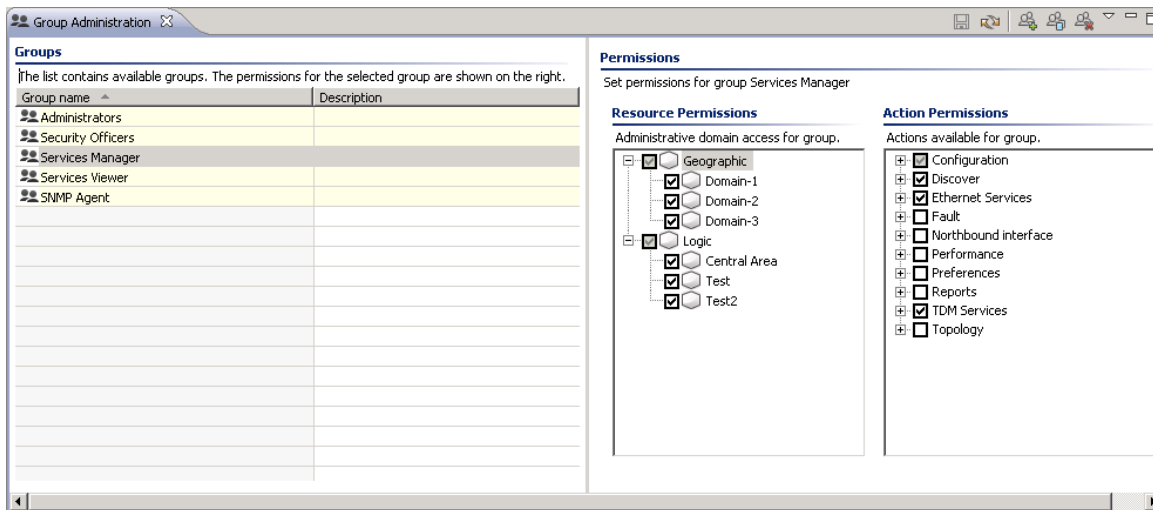 Group Administration
Groups
The list contains available groups. The permissions for the selected group are shown on the right.
Group name Description
Administrators
Security Officers
Services Manager
Services Viewer
SNMP Agent
Permissions
Set permissions for group Services Manager
Resource Permissions
Administrative domain access for group.
Geographic
Domain-1
Domain-2
Domain-3
Logic
Central Area
Test
Test2
Action Permissions
Actions available for group.
Configuration
Discover
Ethernet Services
Fault
Northbound interface
Performance
Preferences
Reports
TDM Services
Topology